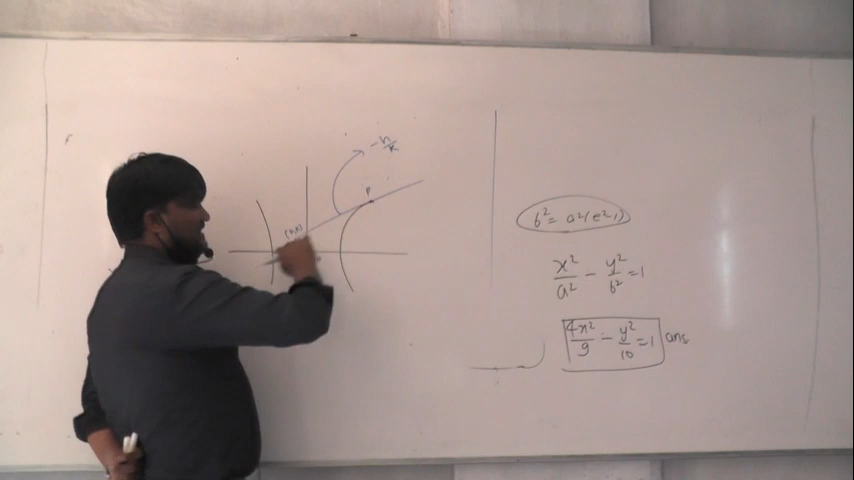 -h/k
P
b² = a²(e²-1)
x²/a² - y²/b² = 1
4x²/9 - y²/10 = 1 ans